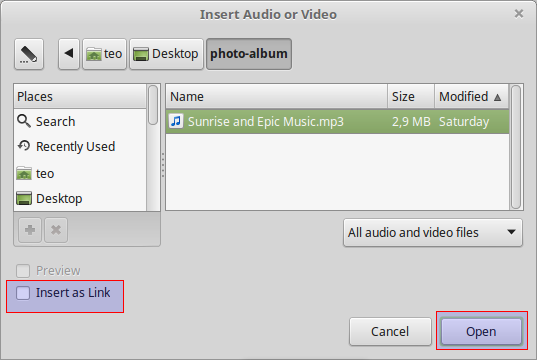 Insert Audio or Video
teo Desktop photo-album
Places
Search
Recently Used
teo
Desktop
Name Size Modified
Sunrise and Epic Music.mp3 2,9 MB Saturday
All audio and video files
Preview
Insert as Link
Cancel Open